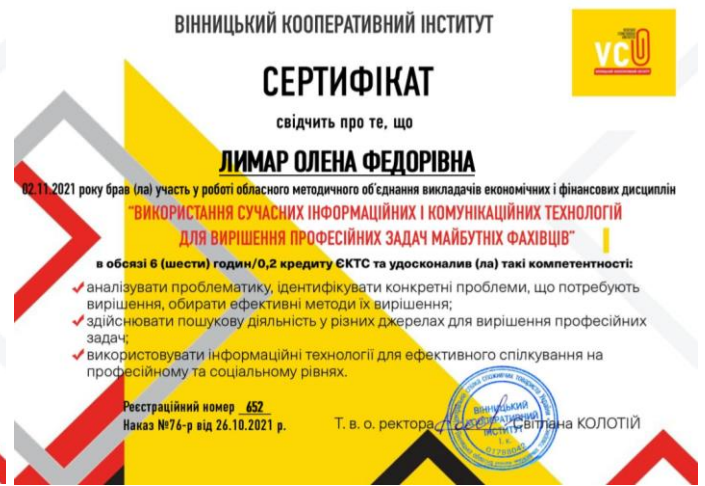 ВІННИЦЬКИЙ КООПЕРАТИВНИЙ ІНСТИТУТ
VCU
СЕРТИФІКАТ
свідчить про те, що
ЛИМАР ОЛЕНА ФЕДОРІВНА
02.11.2021 року брав (ла) участь у роботі обласного методичного об'єднання викладачів економічних і фінансових дисциплін
"ВИКОРИСТАННЯ СУЧАСНИХ ІНФОРМАЦІЙНИХ І КОМУНІКАЦІЙНИХ ТЕХНОЛОГІЙ
ДЛЯ ВИРІШЕННЯ ПРОФЕСІЙНИХ ЗАДАЧ МАЙБУТНІХ ФАХІВЦІВ"
в обсязі 6 (шести) годин/0,2 кредиту ЄКТС та удосконалив (ла) такі компетентності:
аналізувати проблематику, ідентифікувати конкретні проблеми, що потребують
вирішення, обирати ефективні методи їх вирішення;
здійснювати пошукову діяльність у різних джерелах для вирішення професійних
задач;
використовувати інформаційні технології для ефективного спілкування на
професійному та соціальному рівнях.
Реєстраційний номер 652
Наказ №76-р від 26.10.2021 р.
Т. в. о. ректора Світлана КОЛОТІЙ
ВІННИЦЬКИЙ
КООПЕРАТИВНИЙ
ІНСТИТУТ